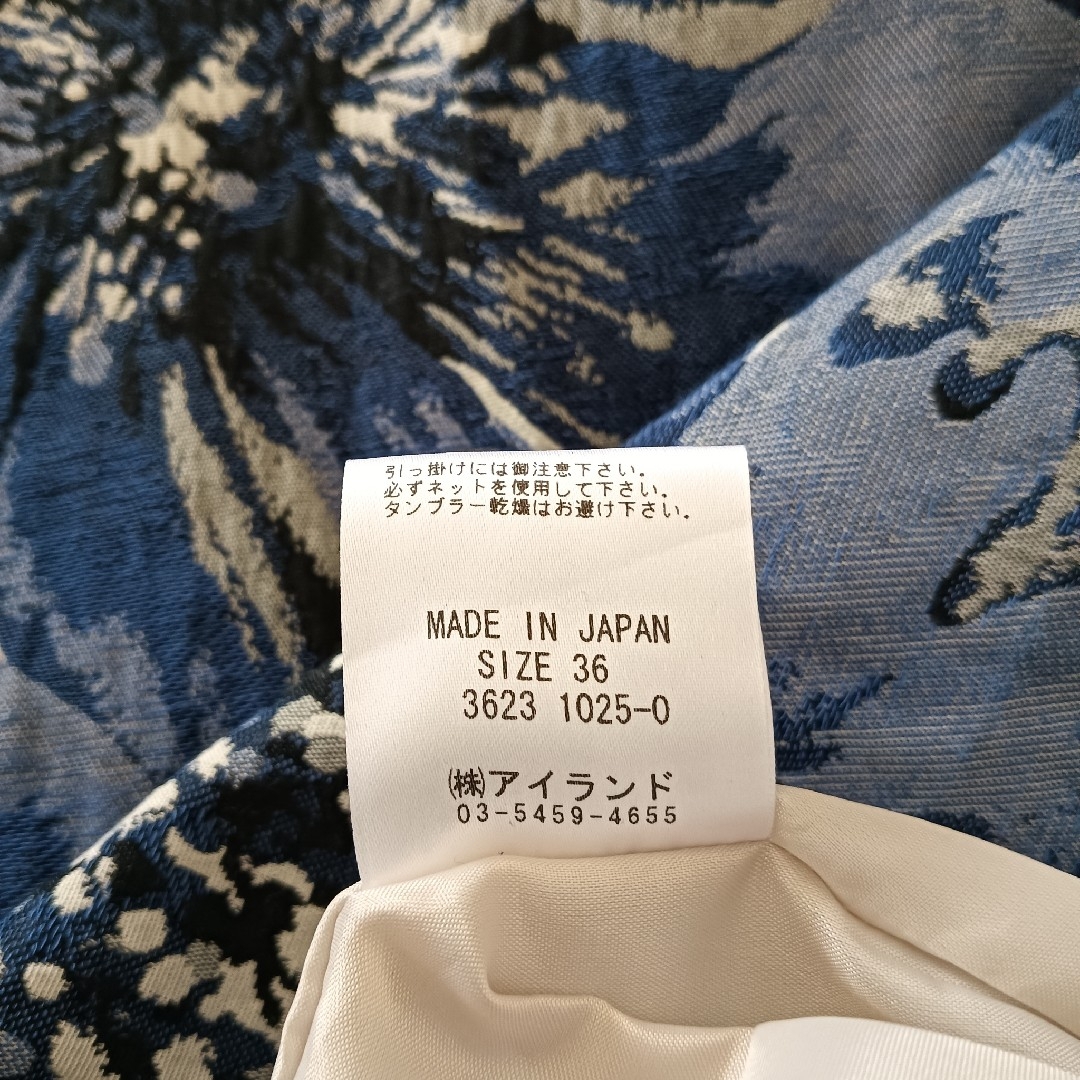 引っ掛けには御注意下さい。
必ずネットを使用して下さい。
タンブラー乾燥はお避け下さい。
MADE IN JAPAN
SIZE 36
3623 1025-0
㈱アイランド
03-5459-4655